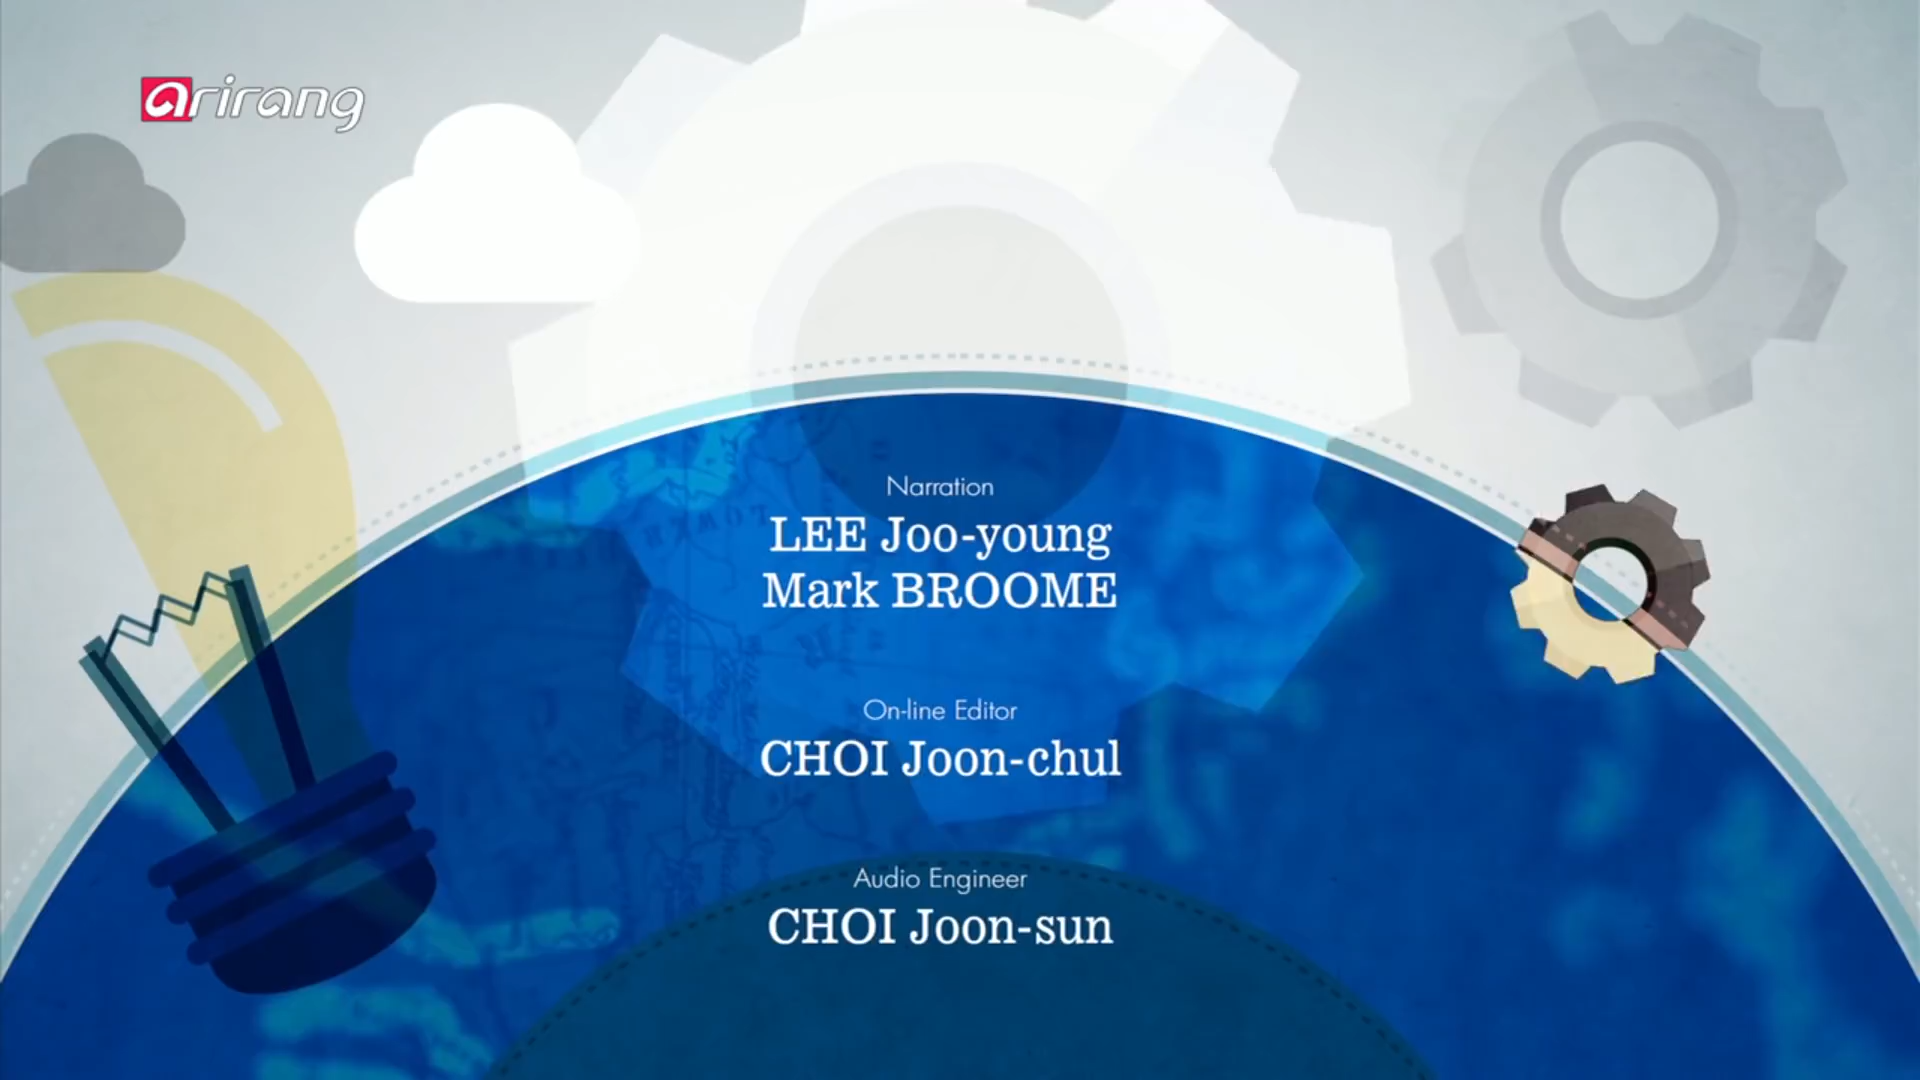 arirang
Narration
LEE Joo-young
Mark BROOME
On-line Editor
CHOI Joon-chul
Audio Engineer
CHOI Joon-sun